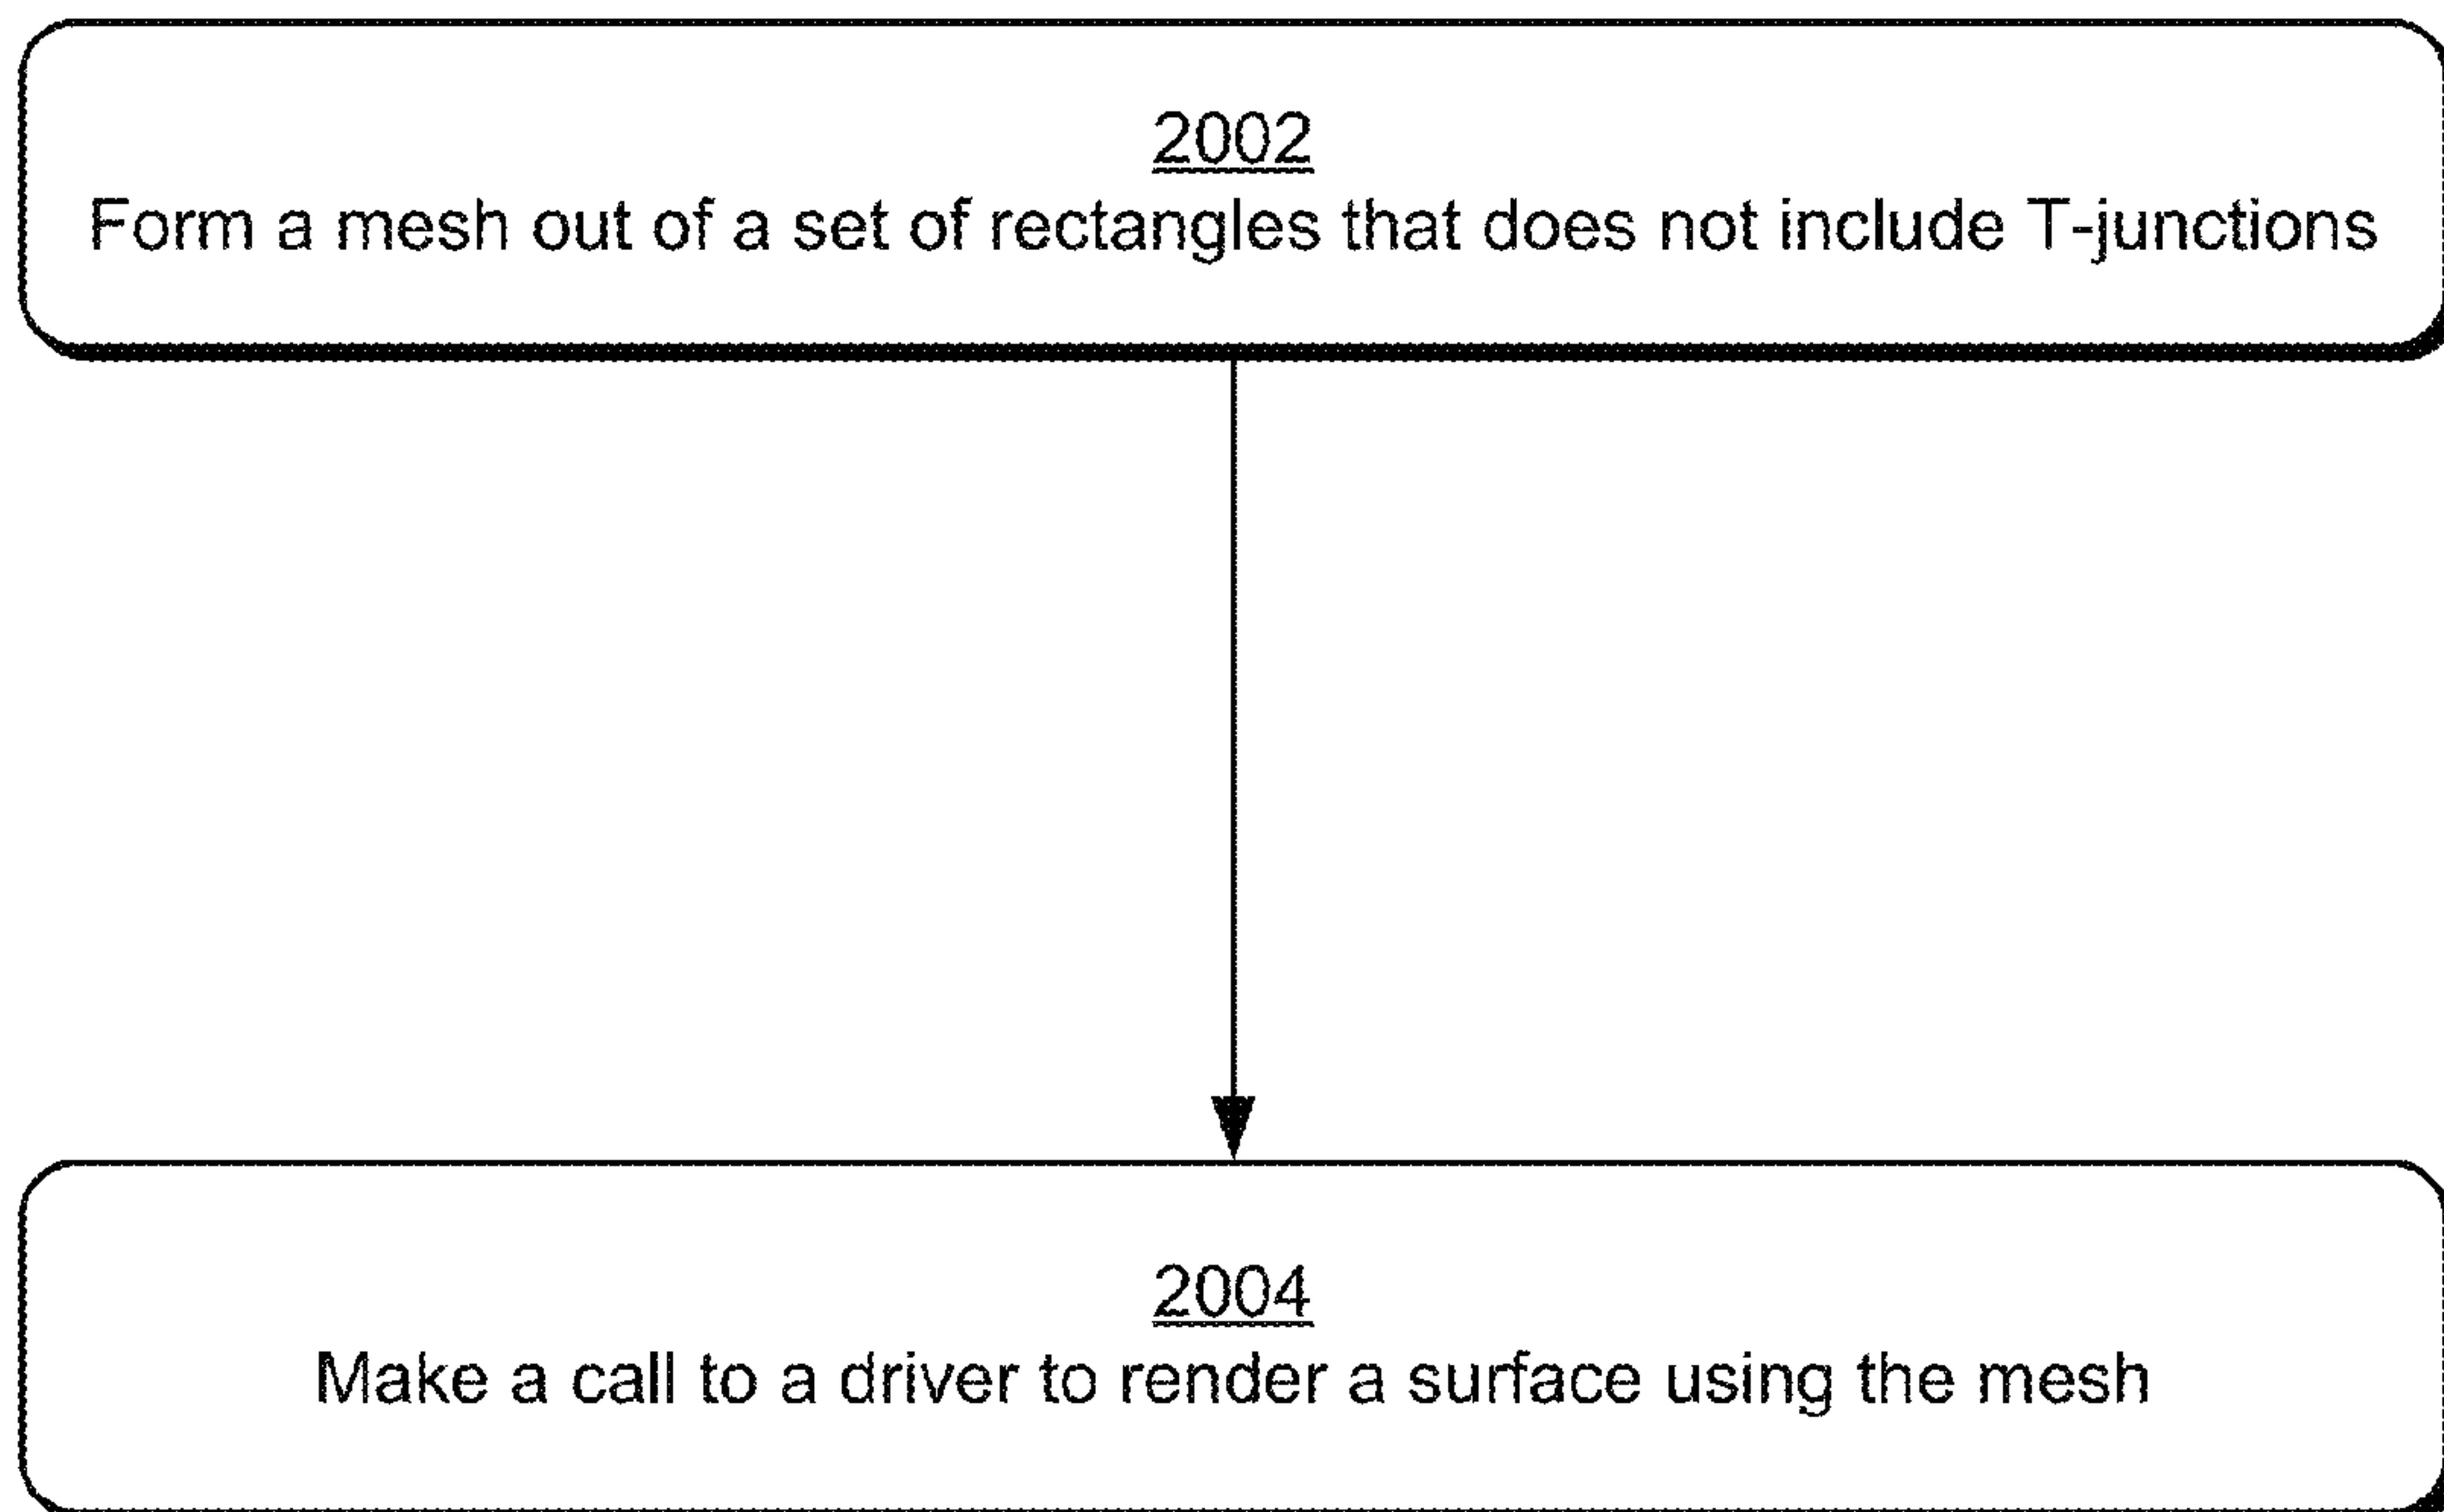 2002
Form a mesh out of a set of rectangles that does not include T-junctions
2004
Make a call to a driver to render a surface using the mesh